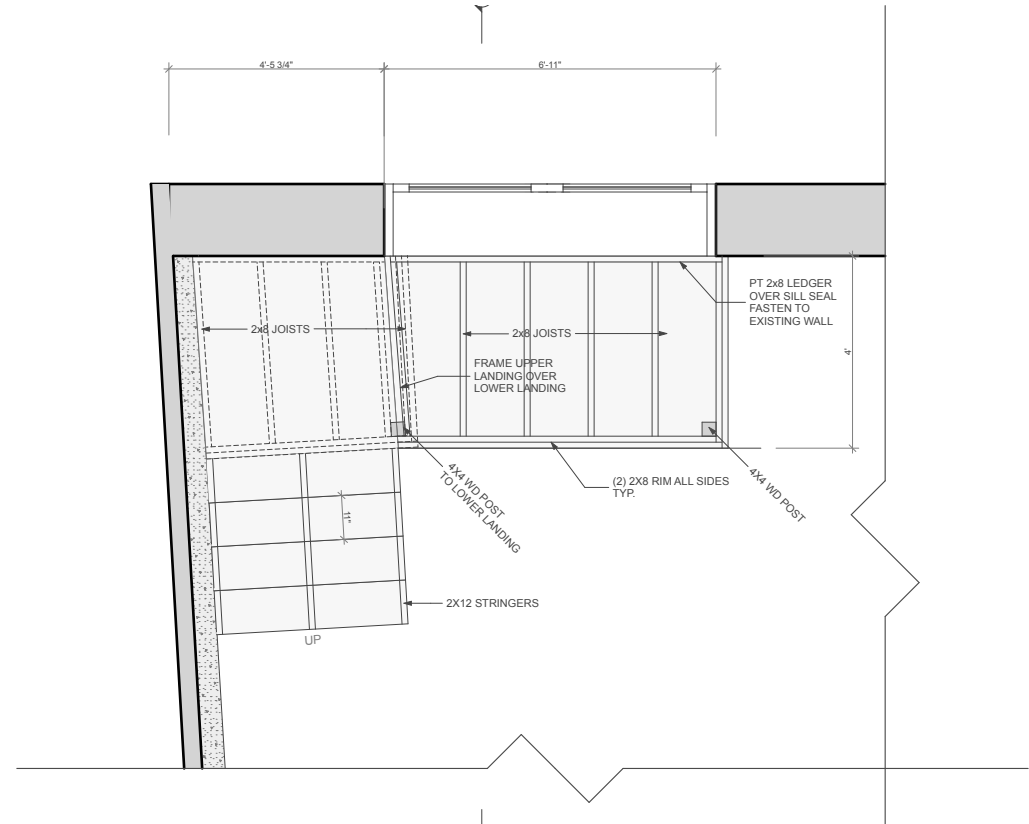 4'-5 3/4"
6'-11"
PT 2x8 LEDGER
OVER SILL SEAL
FASTEN TO
EXISTING WALL
2x8 JOISTS
2x8 JOISTS
4'
FRAME UPPER
LANDING OVER
LOWER LANDING
4X4 WD POST
TO LOWER LANDING
(2) 2X8 RIM ALL SIDES
TYP.
4X4 WD POST
11"
2X12 STRINGERS
UP